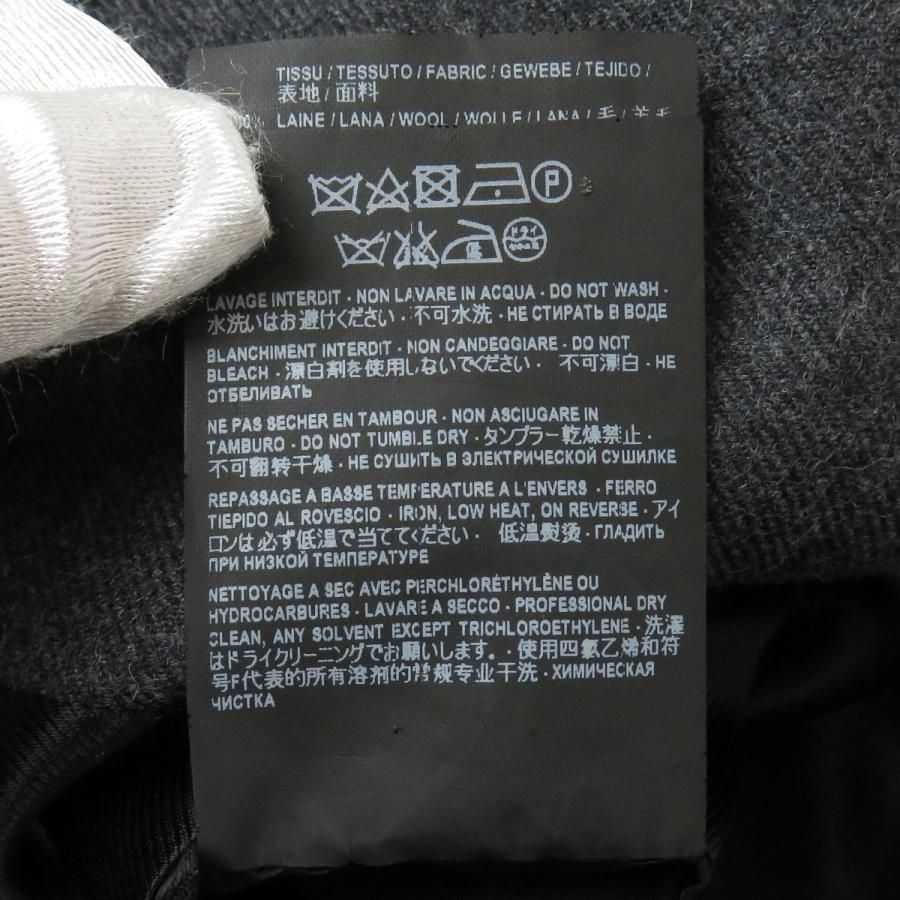 TISSU / TESSUTO / FABRIC / GEWEBE / TEJIDO /
表地 / 面料
LAINE / LANA / WOOL / WOLLE / LANA / 毛 / 羊毛
P
ドライ
LAVAGE INTERDIT - NON LAVARE IN ACQUA - DO NOT WASH -
水洗いはお避けください - 不可水洗 - НЕ СТИРАТЬ В ВОДЕ
BLANCHIMENT INTERDIT - NON CANDEGGIARE - DO NOT
BLEACH - 漂白剤を使用しないでください - 不可漂白 - НЕ
ОТБЕЛИВАТЬ
NE PAS SECHER EN TAMBOUR - NON ASCIUGARE IN
TAMBURO - DO NOT TUMBLE DRY - タンブラー乾燥禁止 -
不可翻转干燥 - НЕ СУШИТЬ В ЭЛЕКТРИЧЕСКОЙ СУШИЛКЕ
REPASSAGE A BASSE TEMPERATURE A L'ENVERS - FERRO
TIEPIDO AL ROVESCIO - IRON, LOW HEAT, ON REVERSE - アイ
ロンは必ず低温で当ててください - 低温熨烫 - ГЛАДИТЬ
ПРИ НИЗКОЙ ТЕМПЕРАТУРЕ
NETTOYAGE A SEC AVEC PERCHLORÉTHYLÈNE OU
HYDROCARBURES - LAVARE A SECCO - PROFESSIONAL DRY
CLEAN, ANY SOLVENT EXCEPT TRICHLOROETHYLENE - 洗濯
はドライクリーニングでお願いします - 使用四氯乙烯和符
号F代表的所有溶剂的常规专业干洗 - ХИМИЧЕСКАЯ
ЧИСТКА